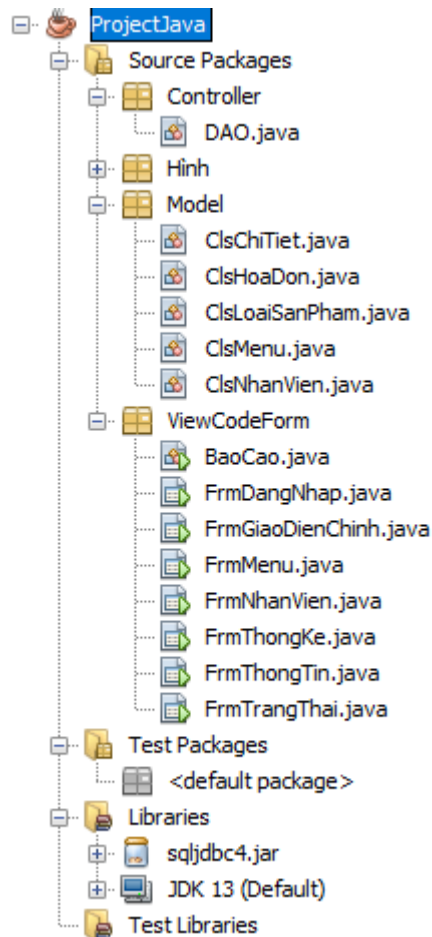 ProjectJava
Source Packages
Controller
DAO.java
Hình
Model
ClsChiTiet.java
ClsHoaDon.java
ClsLoaiSanPham.java
ClsMenu.java
ClsNhanVien.java
ViewCodeForm
BaoCao.java
FrmDangNhap.java
FrmGiaoDienChinh.java
FrmMenu.java
FrmNhanVien.java
FrmThongKe.java
FrmThongTin.java
FrmTrangThai.java
Test Packages
<default package>
Libraries
sqljdbc4.jar
JDK 13 (Default)
Test Libraries